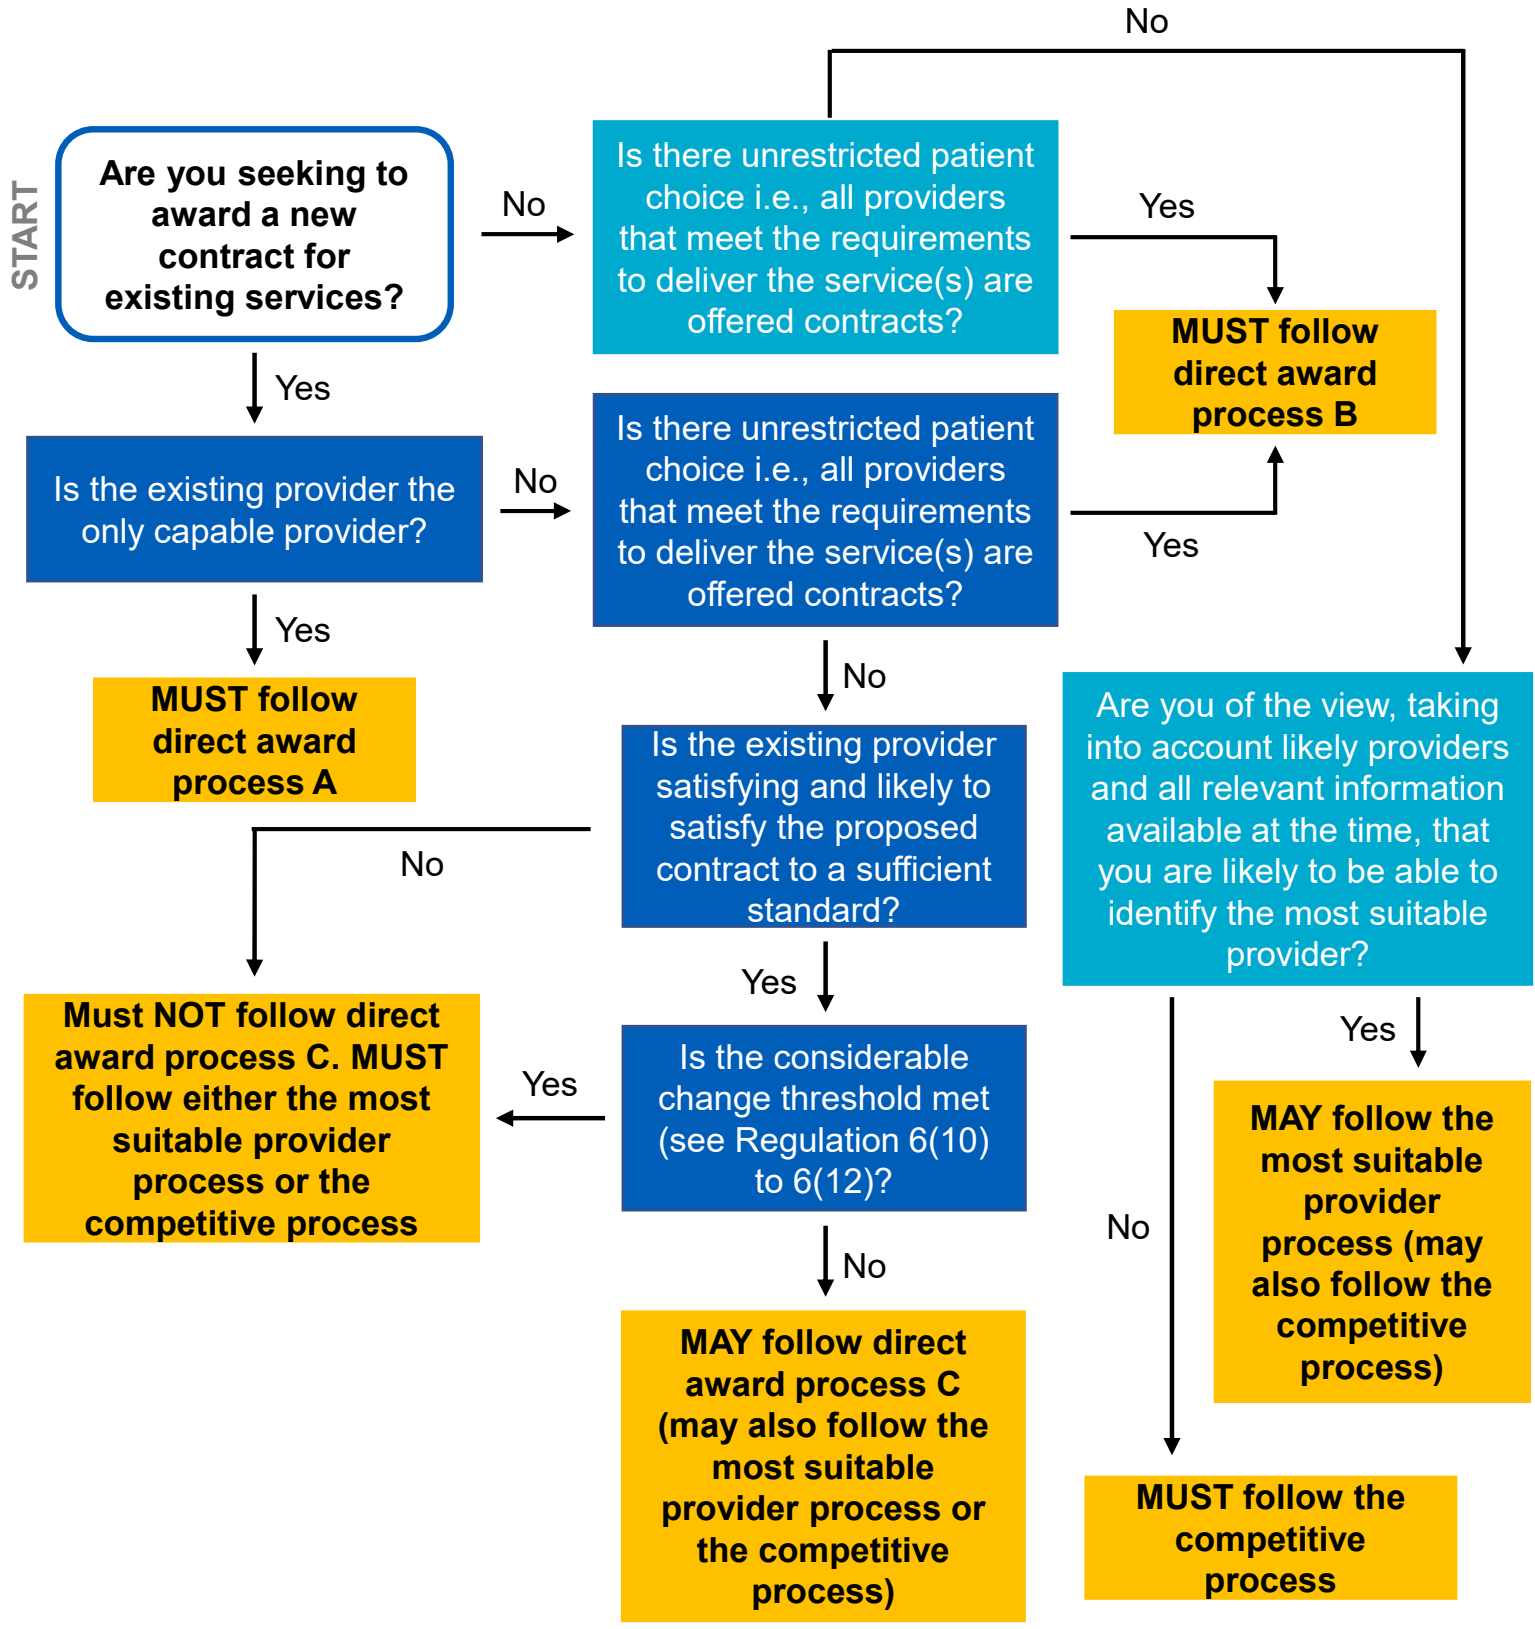 No
START
Are you seeking to
award a new
contract for
existing services?
No
Is there unrestricted patient
choice i.e., all providers
that meet the requirements
to deliver the service(s) are
offered contracts?
Yes
MUST follow
direct award
process B
Yes
Is the existing provider the
only capable provider?
No
Is there unrestricted patient
choice i.e., all providers
that meet the requirements
to deliver the service(s) are
offered contracts?
Yes
Yes
MUST follow
direct award
process A
No
Is the existing provider
satisfying and likely to
satisfy the proposed
contract to a sufficient
standard?
Are you of the view, taking
into account likely providers
and all relevant information
available at the time, that
you are likely to be able to
identify the most suitable
provider?
No
Yes
Must NOT follow direct
award process C. MUST
follow either the most
suitable provider
process or the
competitive process
Yes
Is the considerable
change threshold met
(see Regulation 6(10)
to 6(12)?
Yes
MAY follow the
most suitable
provider
process (may
also follow the
competitive
process)
No
No
MAY follow direct
award process C
(may also follow the
most suitable
provider process or
the competitive
process)
MUST follow the
competitive
process